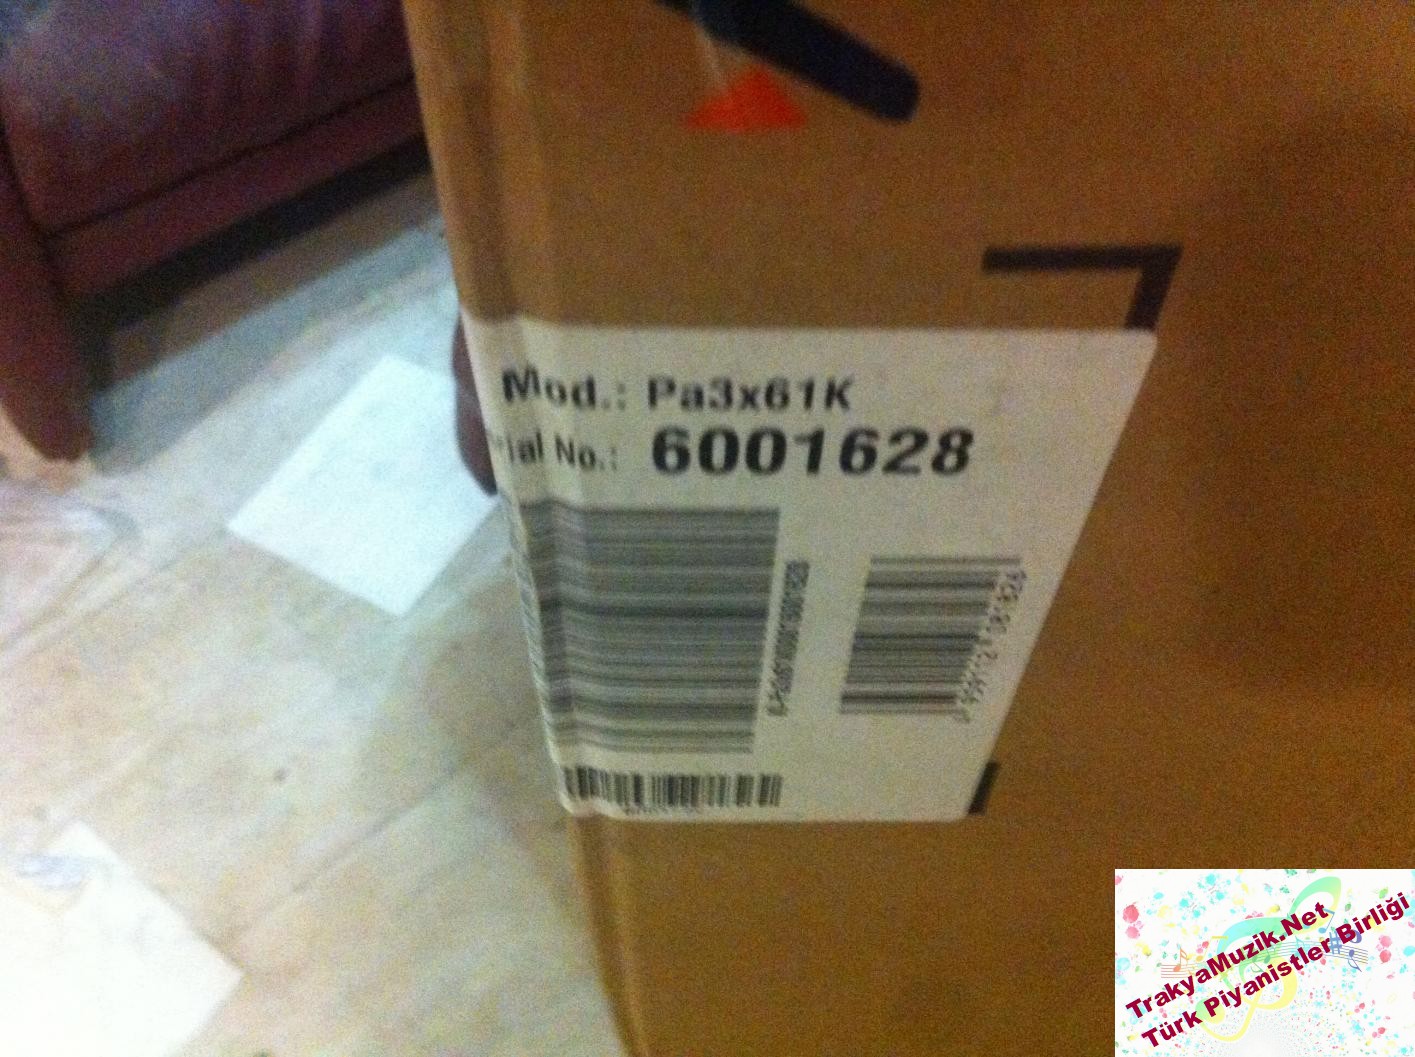 Mod.: Pa3x61K
rial No.: 6001628
TrakyaMuzik.Net
Türk Piyanistler Birliği